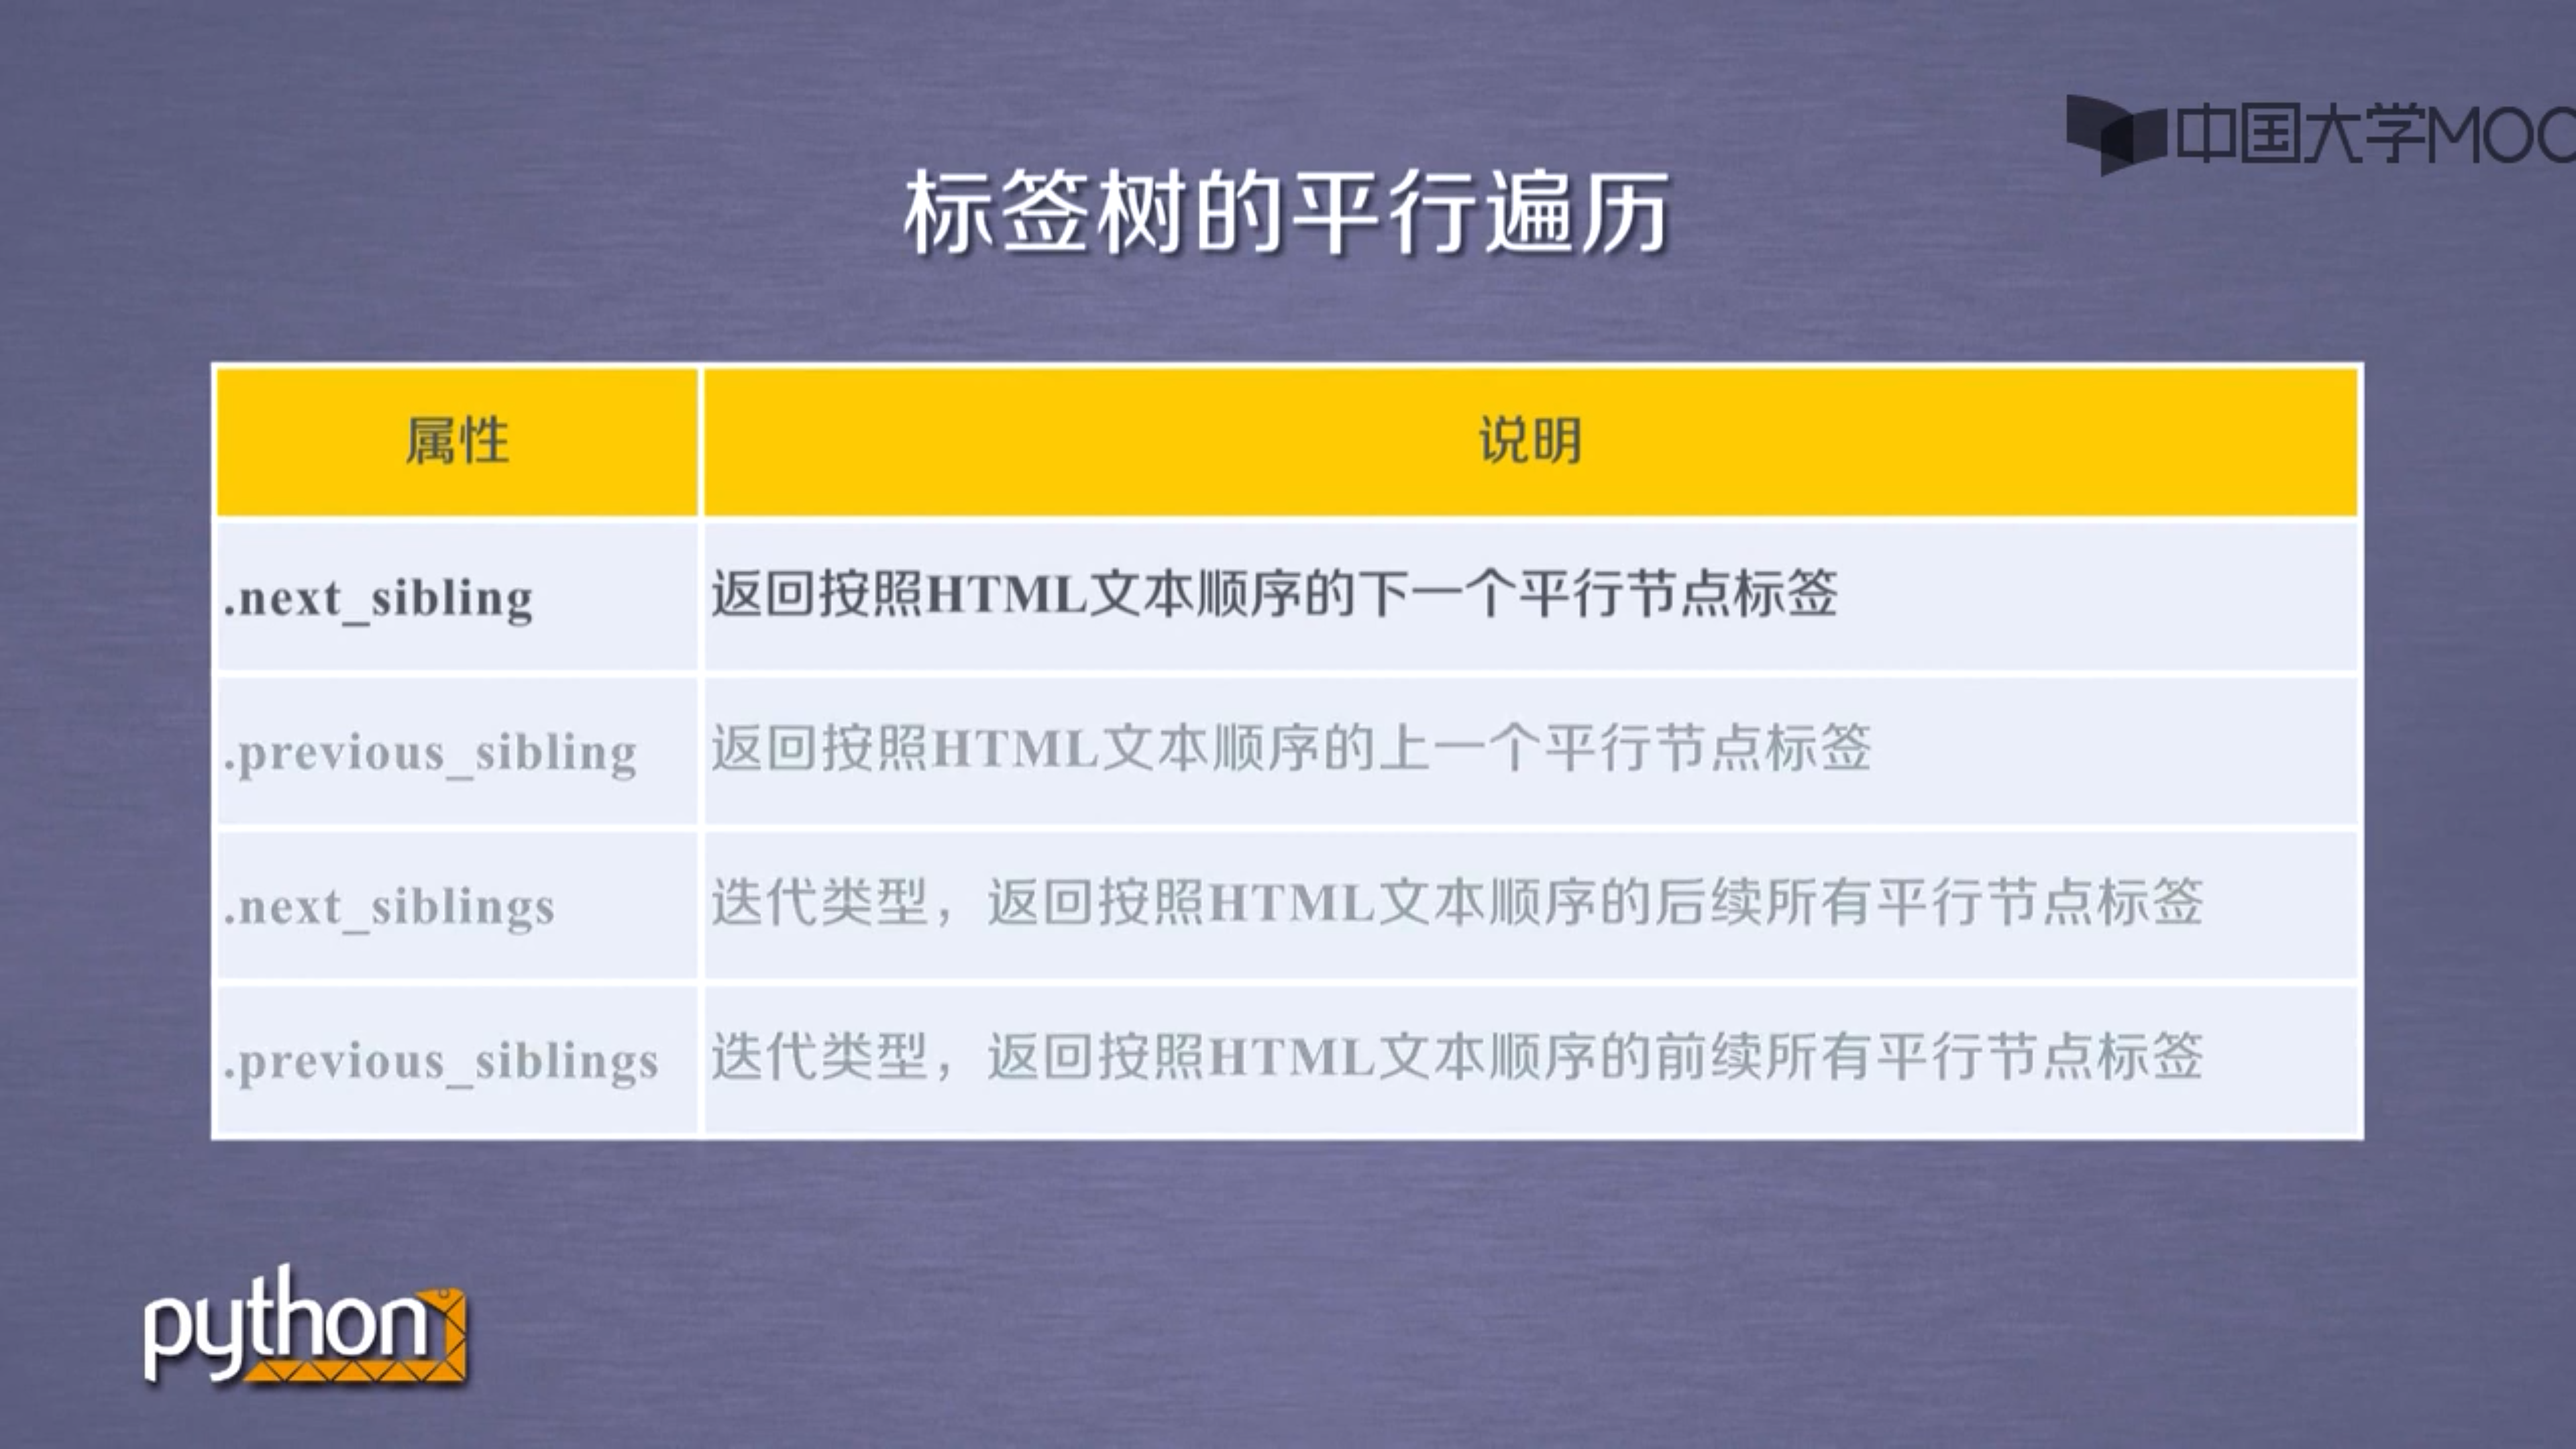 中国大学MOO
标签树的平行遍历
属性 说明
.next_sibling 返回按照HTML文本顺序的下一个平行节点标签
.previous_sibling 返回按照HTML文本顺序的上一个平行节点标签
.next_siblings 迭代类型，返回按照HTML文本顺序的后续所有平行节点标签
.previous_siblings 迭代类型，返回按照HTML文本顺序的前续所有平行节点标签
python